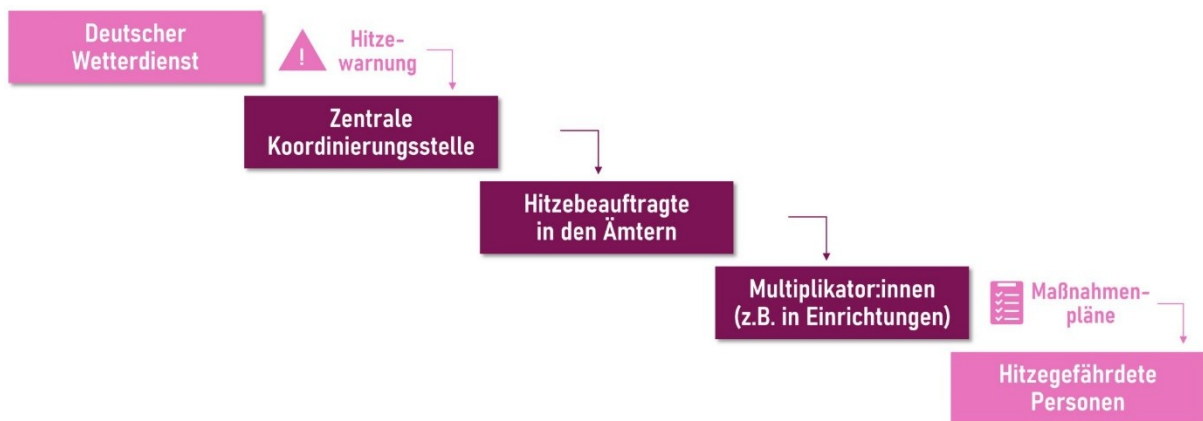 Deutscher
Wetterdienst
!
Hitze-
warnung
Zentrale
Koordinierungsstelle
Hitzebeauftragte
in den Ämtern
Multiplikator:innen
(z.B. in Einrichtungen)
Maßnahmen-
pläne
Hitzegefährdete
Personen